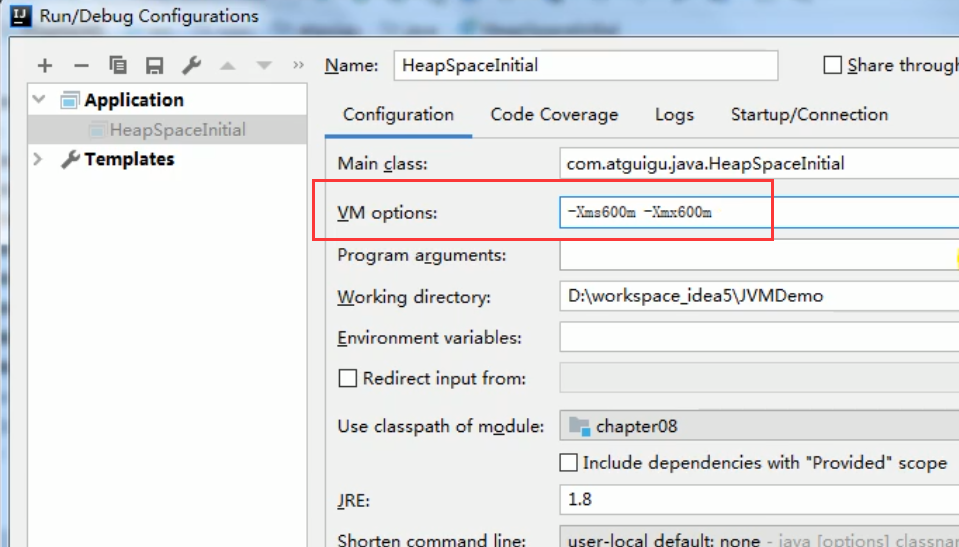 IJ Run/Debug Configurations
Name: HeapSpaceInitial Share through
Application
HeapSpaceInitial
Templates
Configuration Code Coverage Logs Startup/Connection
Main class: com.atguigu.java.HeapSpaceInitial
VM options: -Xms600m -Xmx600m
Program arguments:
Working directory: D:\workspace_idea5\JVMDemo
Environment variables:
Redirect input from:
Use classpath of module: chapter08
Include dependencies with "Provided" scope
JRE: 1.8
Shorten command line: user-local default: none - java [options] classnam